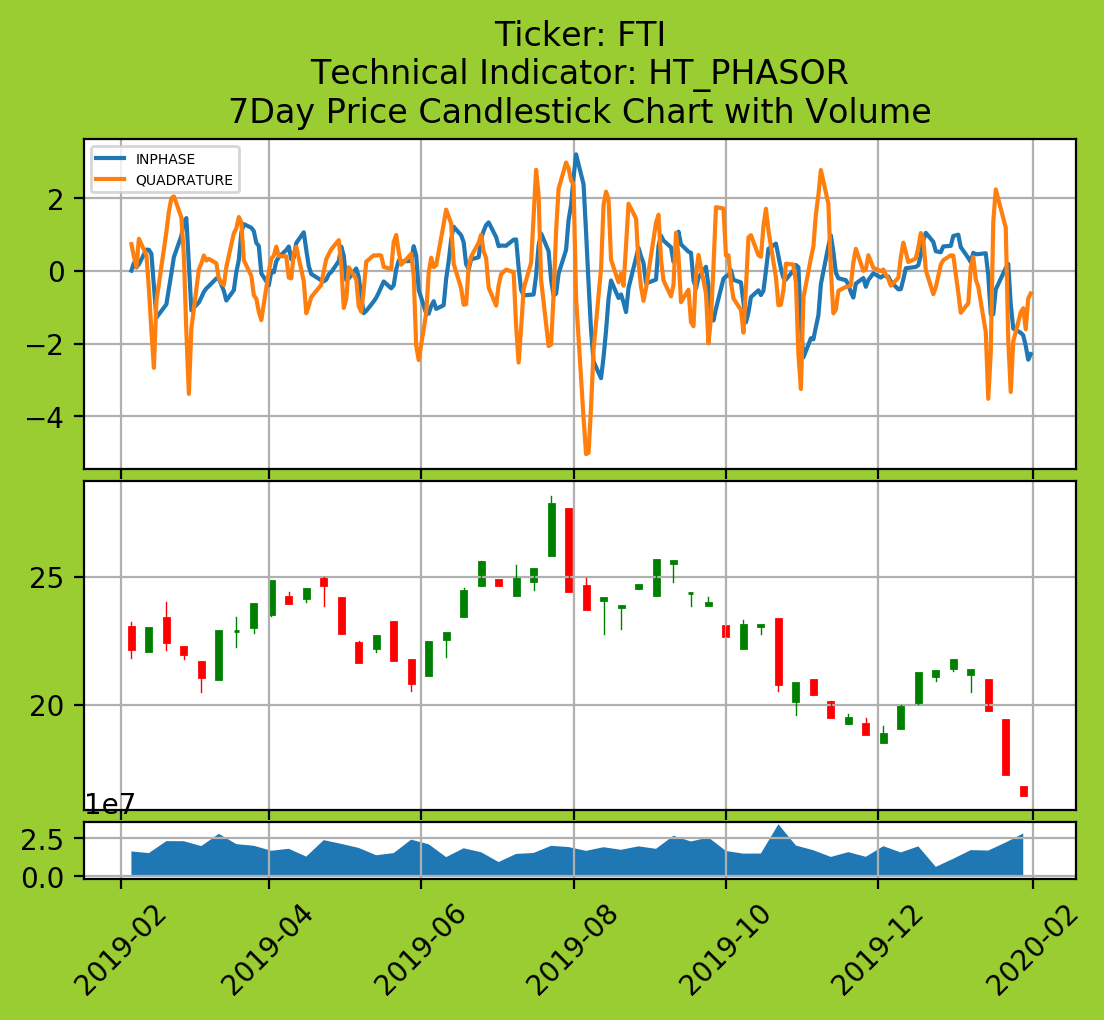 Ticker: FTI
Technical Indicator: HT_PHASOR
7Day Price Candlestick Chart with Volume
INPHASE
QUADRATURE
2
0
−2
−4
25
20
1e7
2.5
0.0
2019-02
2019-04
2019-06
2019-08
2019-10
2019-12
2020-02